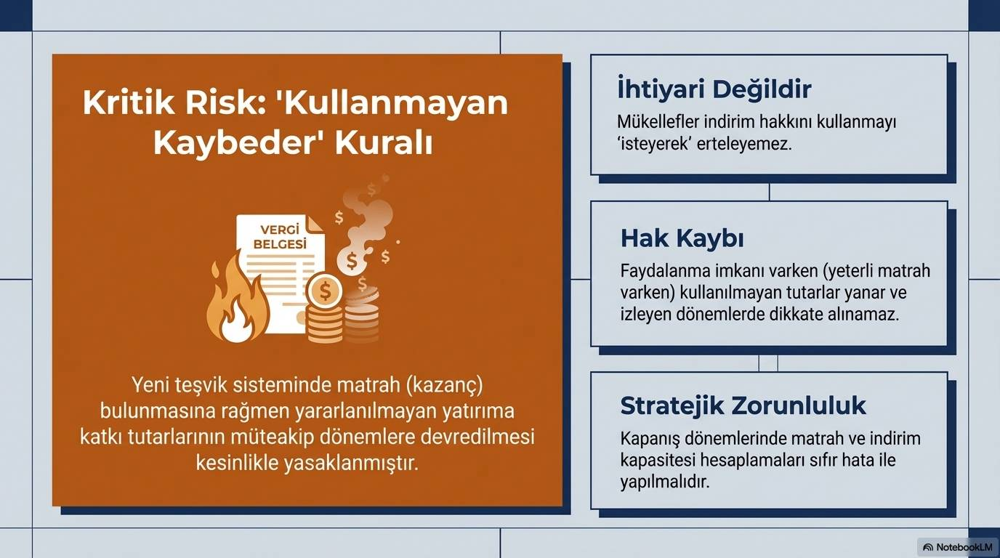 Kritik Risk: 'Kullanmayan
Kaybeder' Kuralı
VERGİ
BELGESİ
$
$
$
$
$
$
Yeni teşvik sisteminde matrah (kazanç)
bulunmasına rağmen yararlanılmayan yatırıma
katkı tutarlarının müteakip dönemlere devredilmesi
kesinlikle yasaklanmıştır.
İhtiyari Değildir
Mükellefler indirim hakkını kullanmayı
‘isteyerek’ erteleyemez.
Hak Kaybı
Faydalanma imkanı varken (yeterli matrah
varken) kullanılmayan tutarlar yanar ve
izleyen dönemlerde dikkate alınamaz.
Stratejik Zorunluluk
Kapanış dönemlerinde matrah ve indirim
kapasitesi hesaplamaları sıfır hata ile
yapılmalıdır.
NotebookLM